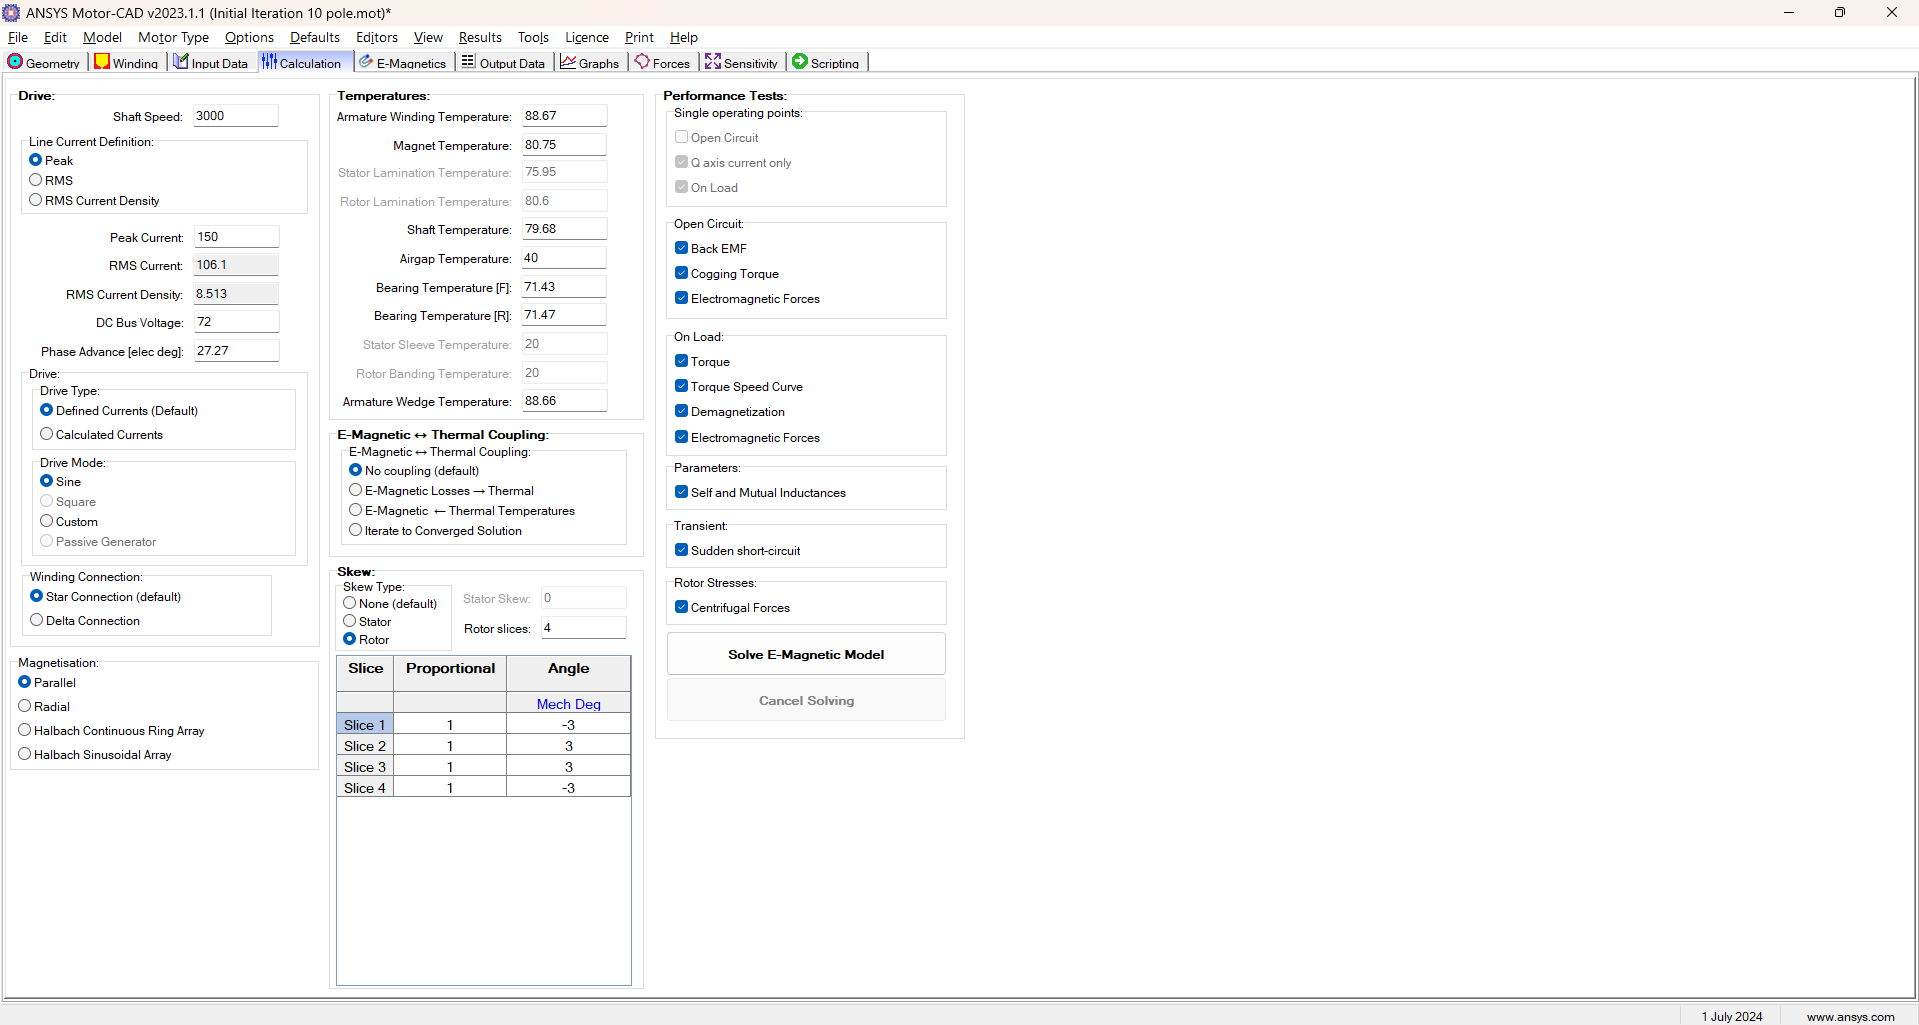 ANSYS Motor-CAD v2023.1.1 (Initial Iteration 10 pole.mot)*
File Edit Model Motor Type Options Defaults Editors View Results Tools Licence Print Help
Geometry Winding Input Data Calculation E-Magnetics Output Data Graphs Forces Sensitivity Scripting
Drive:
Shaft Speed: 3000
Line Current Definition:
Peak
RMS
RMS Current Density
Peak Current: 150
RMS Current: 106.1
RMS Current Density: 8.513
DC Bus Voltage: 72
Phase Advance [elec deg]: 27.27
Drive:
Drive Type:
Defined Currents (Default)
Calculated Currents
Drive Mode:
Sine
Square
Custom
Passive Generator
Winding Connection:
Star Connection (default)
Delta Connection
Magnetisation:
Parallel
Radial
Halbach Continuous Ring Array
Halbach Sinusoidal Array
Temperatures:
Armature Winding Temperature: 88.67
Magnet Temperature: 80.75
Stator Lamination Temperature: 75.95
Rotor Lamination Temperature: 80.6
Shaft Temperature: 79.68
Airgap Temperature: 40
Bearing Temperature [F]: 71.43
Bearing Temperature [R]: 71.47
Stator Sleeve Temperature: 20
Rotor Banding Temperature: 20
Armature Wedge Temperature: 88.66
E-Magnetic ↔ Thermal Coupling:
E-Magnetic ↔ Thermal Coupling:
No coupling (default)
E-Magnetic Losses → Thermal
E-Magnetic ← Thermal Temperatures
Iterate to Converged Solution
Skew:
Skew Type:
None (default)
Stator
Rotor
Stator Skew: 0
Rotor slices: 4
Slice Proportional Angle
Mech Deg
Slice 1 1 -3
Slice 2 1 3
Slice 3 1 3
Slice 4 1 -3
Performance Tests:
Single operating points:
Open Circuit
Q axis current only
On Load
Open Circuit:
Back EMF
Cogging Torque
Electromagnetic Forces
On Load:
Torque
Torque Speed Curve
Demagnetization
Electromagnetic Forces
Parameters:
Self and Mutual Inductances
Transient:
Sudden short-circuit
Rotor Stresses:
Centrifugal Forces
Solve E-Magnetic Model
Cancel Solving
1 July 2024 www.ansys.com